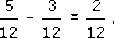 5/12 - 3/12 = 2/12 .